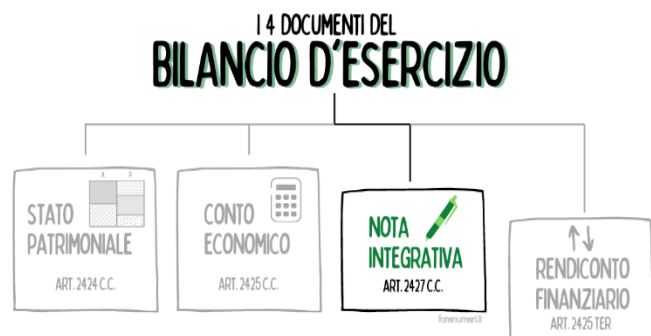 I 4 DOCUMENTI DEL
BILANCIO D'ESERCIZIO
A P
STATO
PATRIMONIALE
ART. 2424 C.C.
CONTO
ECONOMICO
ART. 2425 C.C.
NOTA
INTEGRATIVA
ART. 2427 C.C.
farenumeri.it
RENDICONTO
FINANZIARIO
ART. 2425 TER